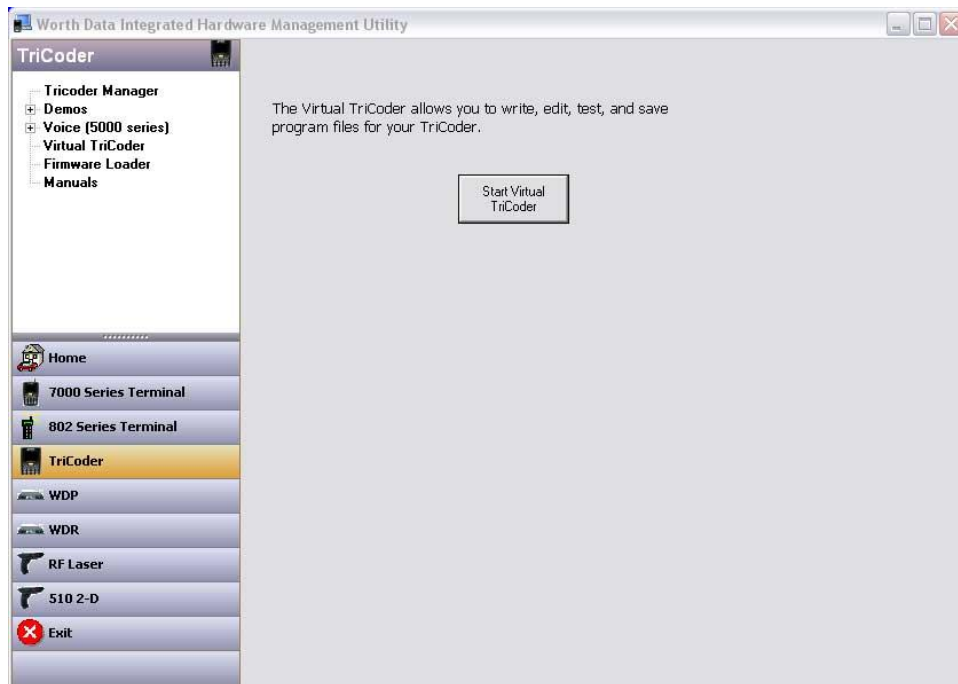 Worth Data Integrated Hardware Management Utility
TriCoder
Tricoder Manager
Demos
Voice (5000 series)
Virtual TriCoder
Firmware Loader
Manuals
The Virtual TriCoder allows you to write, edit, test, and save
program files for your TriCoder.
Start Virtual
TriCoder
Home
7000 Series Terminal
802 Series Terminal
TriCoder
WDP
WDR
RF Laser
510 2-D
Exit